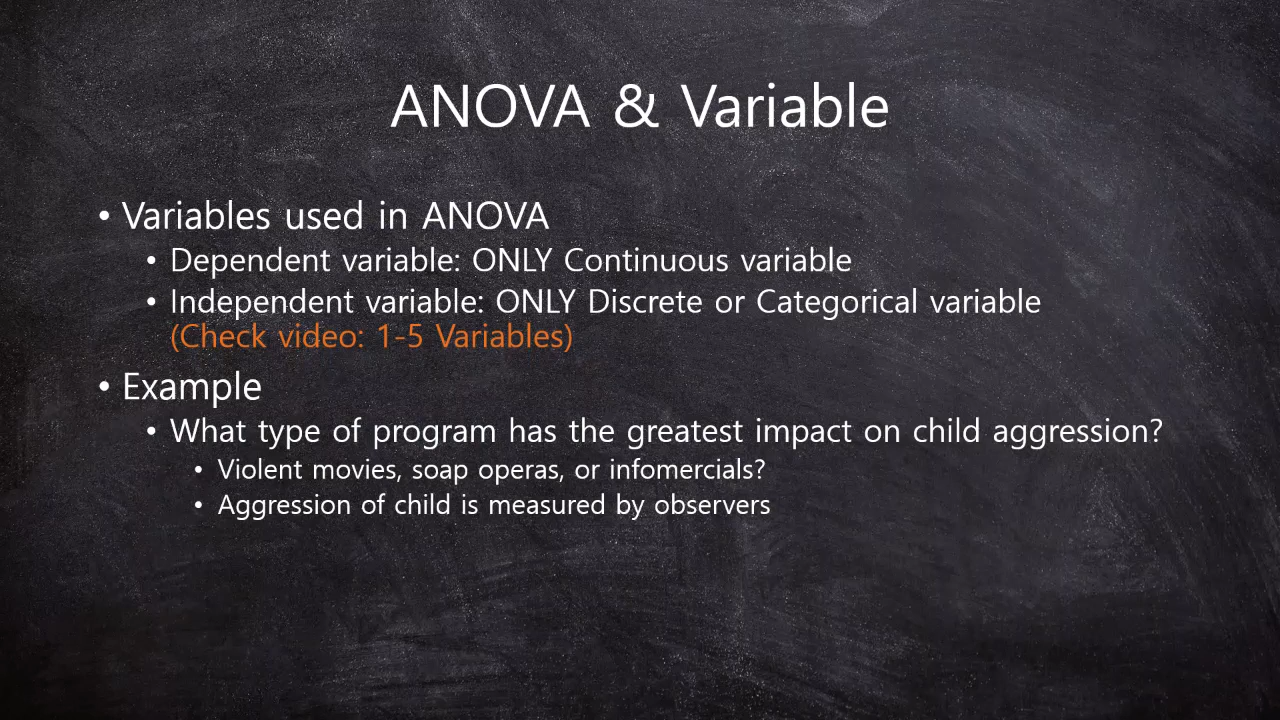 ANOVA & Variable
• Variables used in ANOVA
• Dependent variable: ONLY Continuous variable
• Independent variable: ONLY Discrete or Categorical variable
(Check video: 1-5 Variables)
• Example
• What type of program has the greatest impact on child aggression?
• Violent movies, soap operas, or infomercials?
• Aggression of child is measured by observers